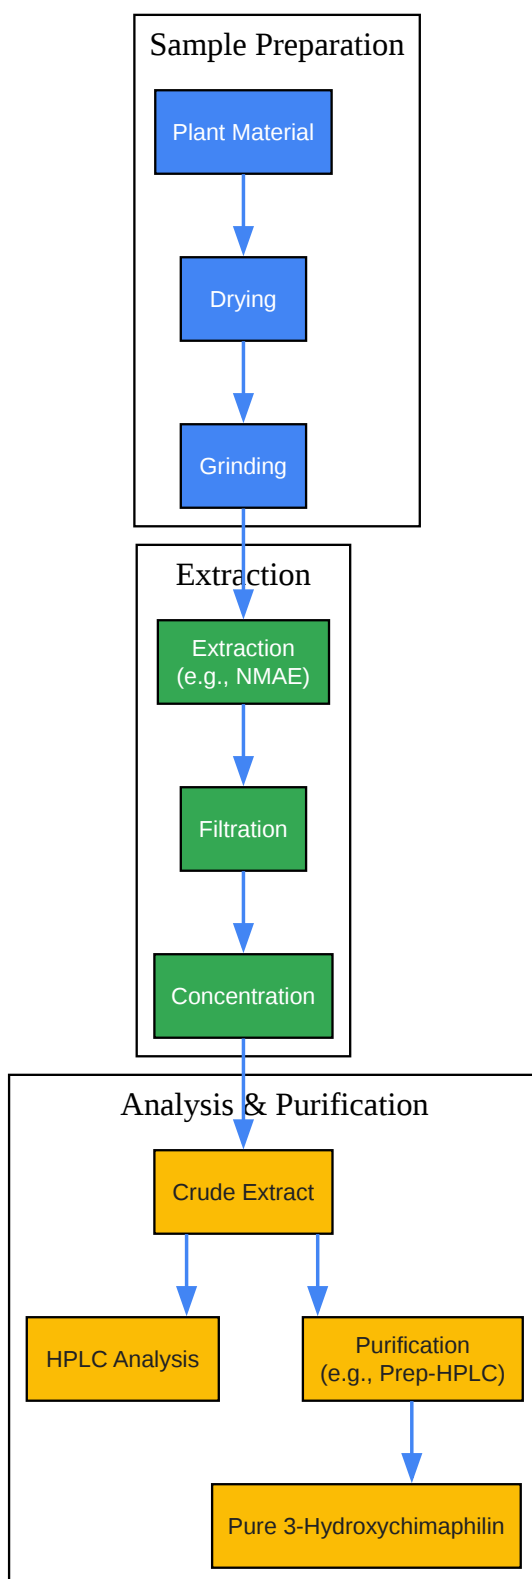 Sample Preparation
Plant Material
Drying
Grinding
Extraction
Extraction
(e.g., NMAE)
Filtration
Concentration
Analysis & Purification
Crude Extract
HPLC Analysis
Purification
(e.g., Prep-HPLC)
Pure 3-Hydroxychimaphilin